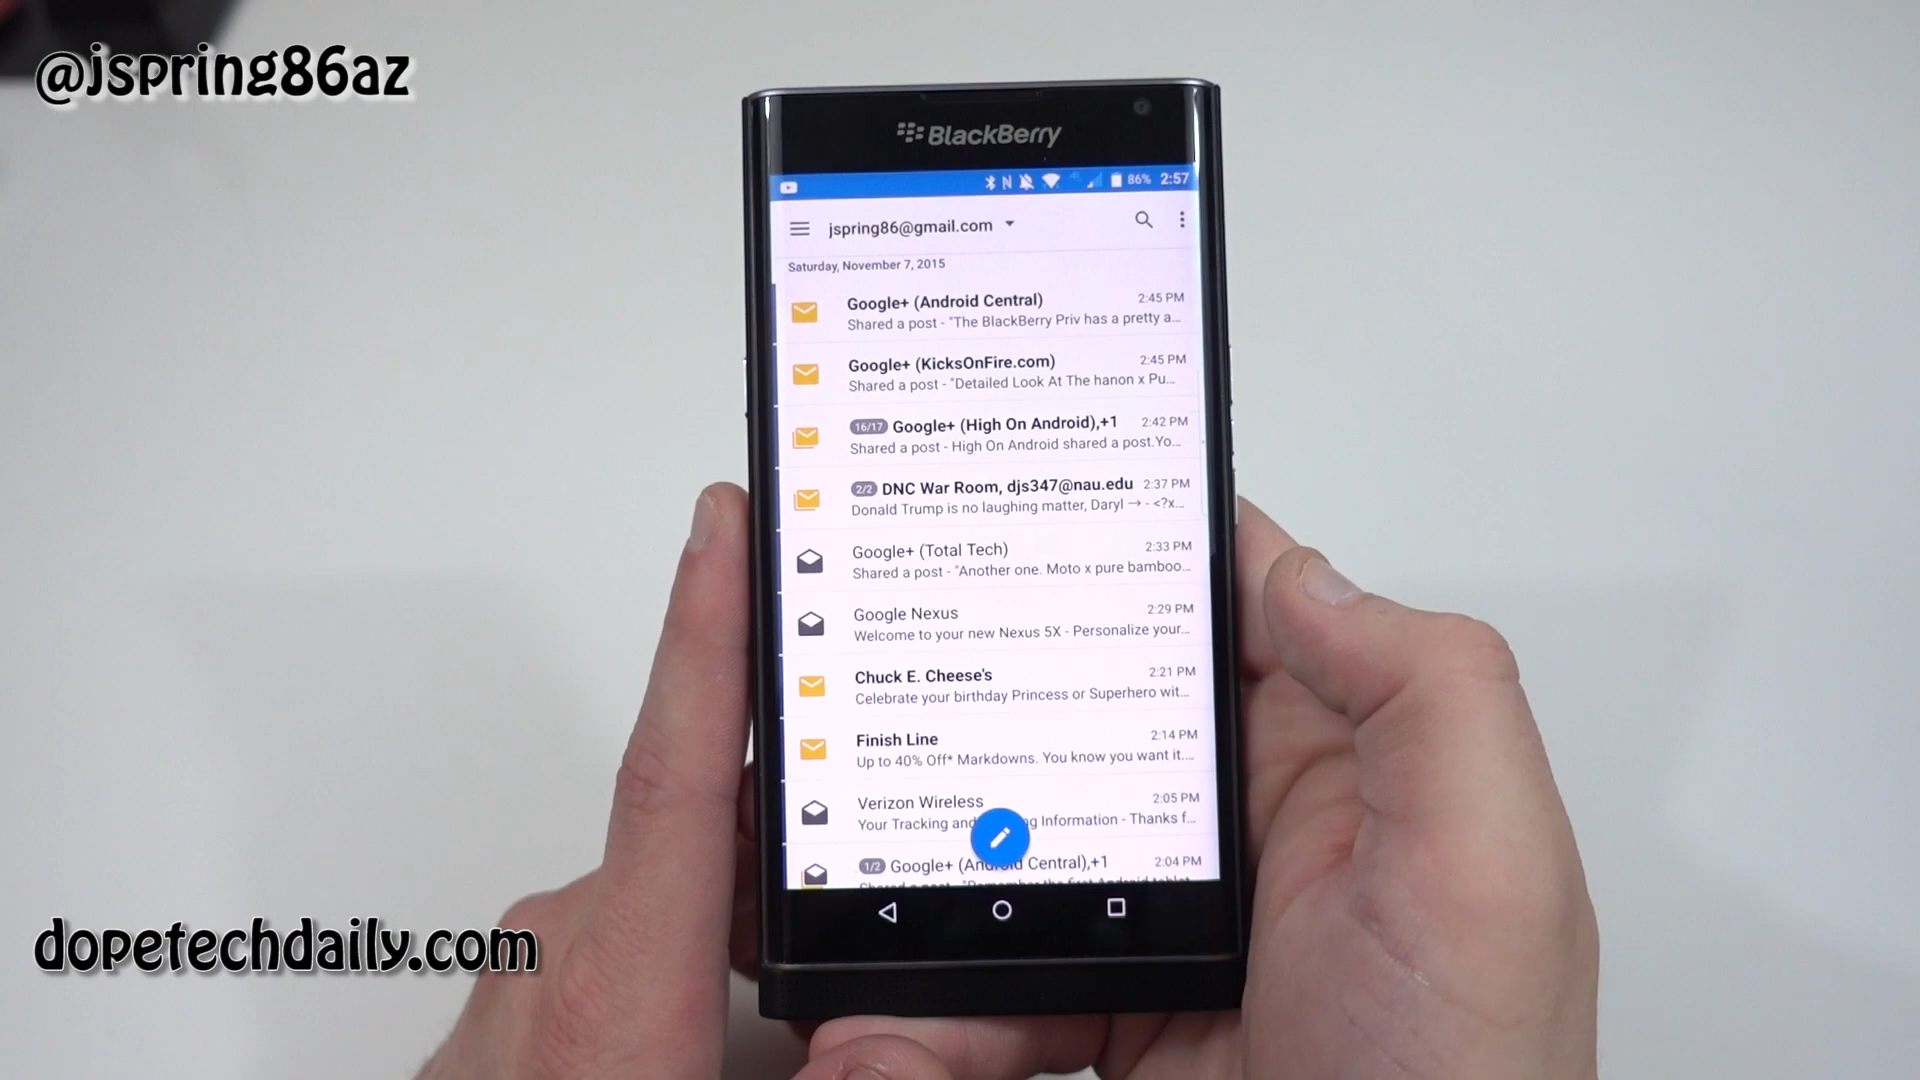 @jspring86az
BlackBerry
86% 2:57
jspring86@gmail.com
Saturday, November 7, 2015
Google+ (Android Central) 2:45 PM
Shared a post - "The BlackBerry Priv has a pretty a...
Google+ (KicksOnFire.com) 2:45 PM
Shared a post - "Detailed Look At The hanon x Pu...
16/17 Google+ (High On Android),+1 2:42 PM
Shared a post - High On Android shared a post.Yo...
2/2 DNC War Room, djs347@nau.edu 2:37 PM
Donald Trump is no laughing matter, Daryl → - <?x...
Google+ (Total Tech) 2:33 PM
Shared a post - "Another one. Moto x pure bamboo...
Google Nexus 2:29 PM
Welcome to your new Nexus 5X - Personalize your...
Chuck E. Cheese's 2:21 PM
Celebrate your birthday Princess or Superhero wit...
Finish Line 2:14 PM
Up to 40% Off* Markdowns. You know you want it....
Verizon Wireless 2:05 PM
Your Tracking and Information - Thanks f...
1/2 Google+ (Android Central),+1 2:04 PM
dopetechdaily.com